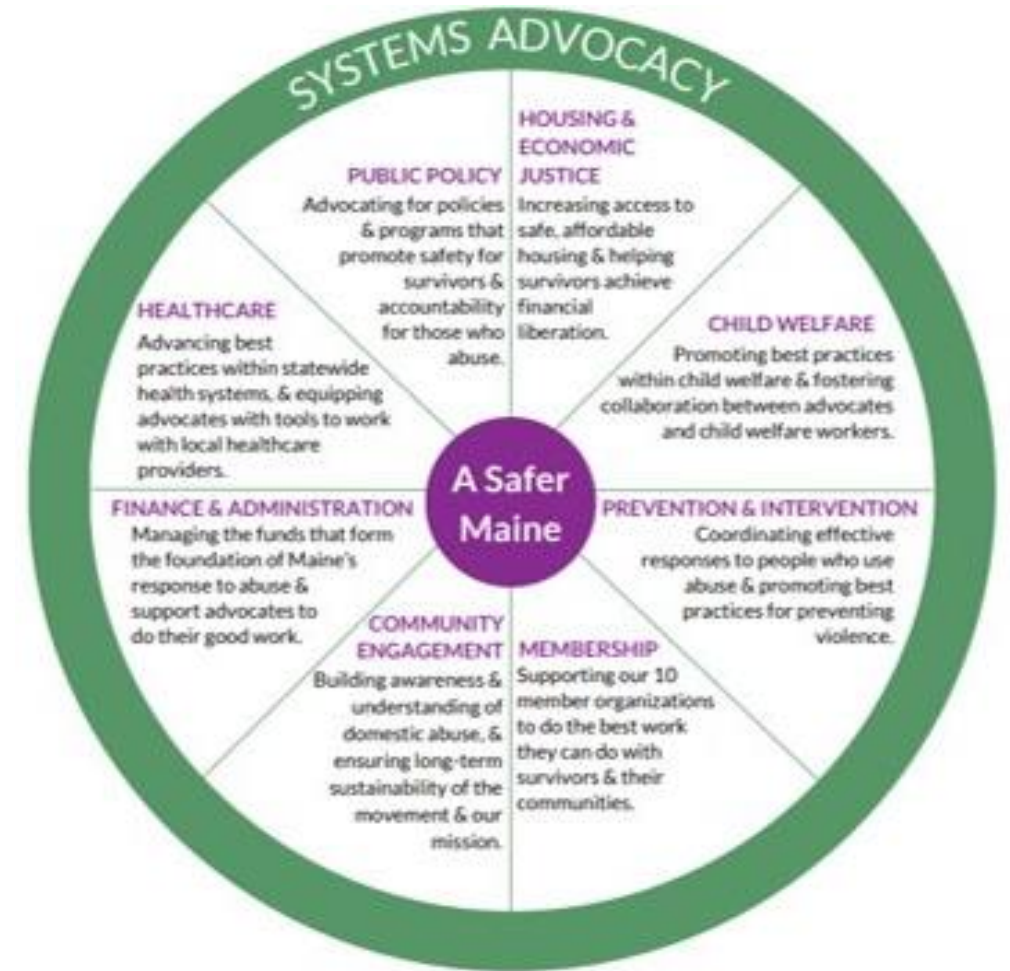 SYSTEMS ADVOCACY
HOUSING &
ECONOMIC
JUSTICE
Increasing access to
safe, affordable
housing & helping
survivors achieve
financial
liberation.
CHILD WELFARE
Promoting best practices
within child welfare & fostering
collaboration between advocates
and child welfare workers.
PREVENTION & INTERVENTION
Coordinating effective
responses to people who use
abuse & promoting best
practices for preventing
violence.
MEMBERSHIP
Supporting our 10
member organizations
to do the best work
they can do with
survivors & their
communities.
COMMUNITY
ENGAGEMENT
Building awareness &
understanding of
domestic abuse, &
ensuring long-term
sustainability of the
movement & our
mission.
FINANCE & ADMINISTRATION
Managing the funds that form
the foundation of Maine's
response to abuse &
support advocates to
do their good work.
HEALTHCARE
Advancing best
practices within statewide
health systems, & equipping
advocates with tools to work
with local healthcare
providers.
PUBLIC POLICY
Advocating for policies
& programs that
promote safety for
survivors &
accountability
for those who
abuse.
A Safer
Maine